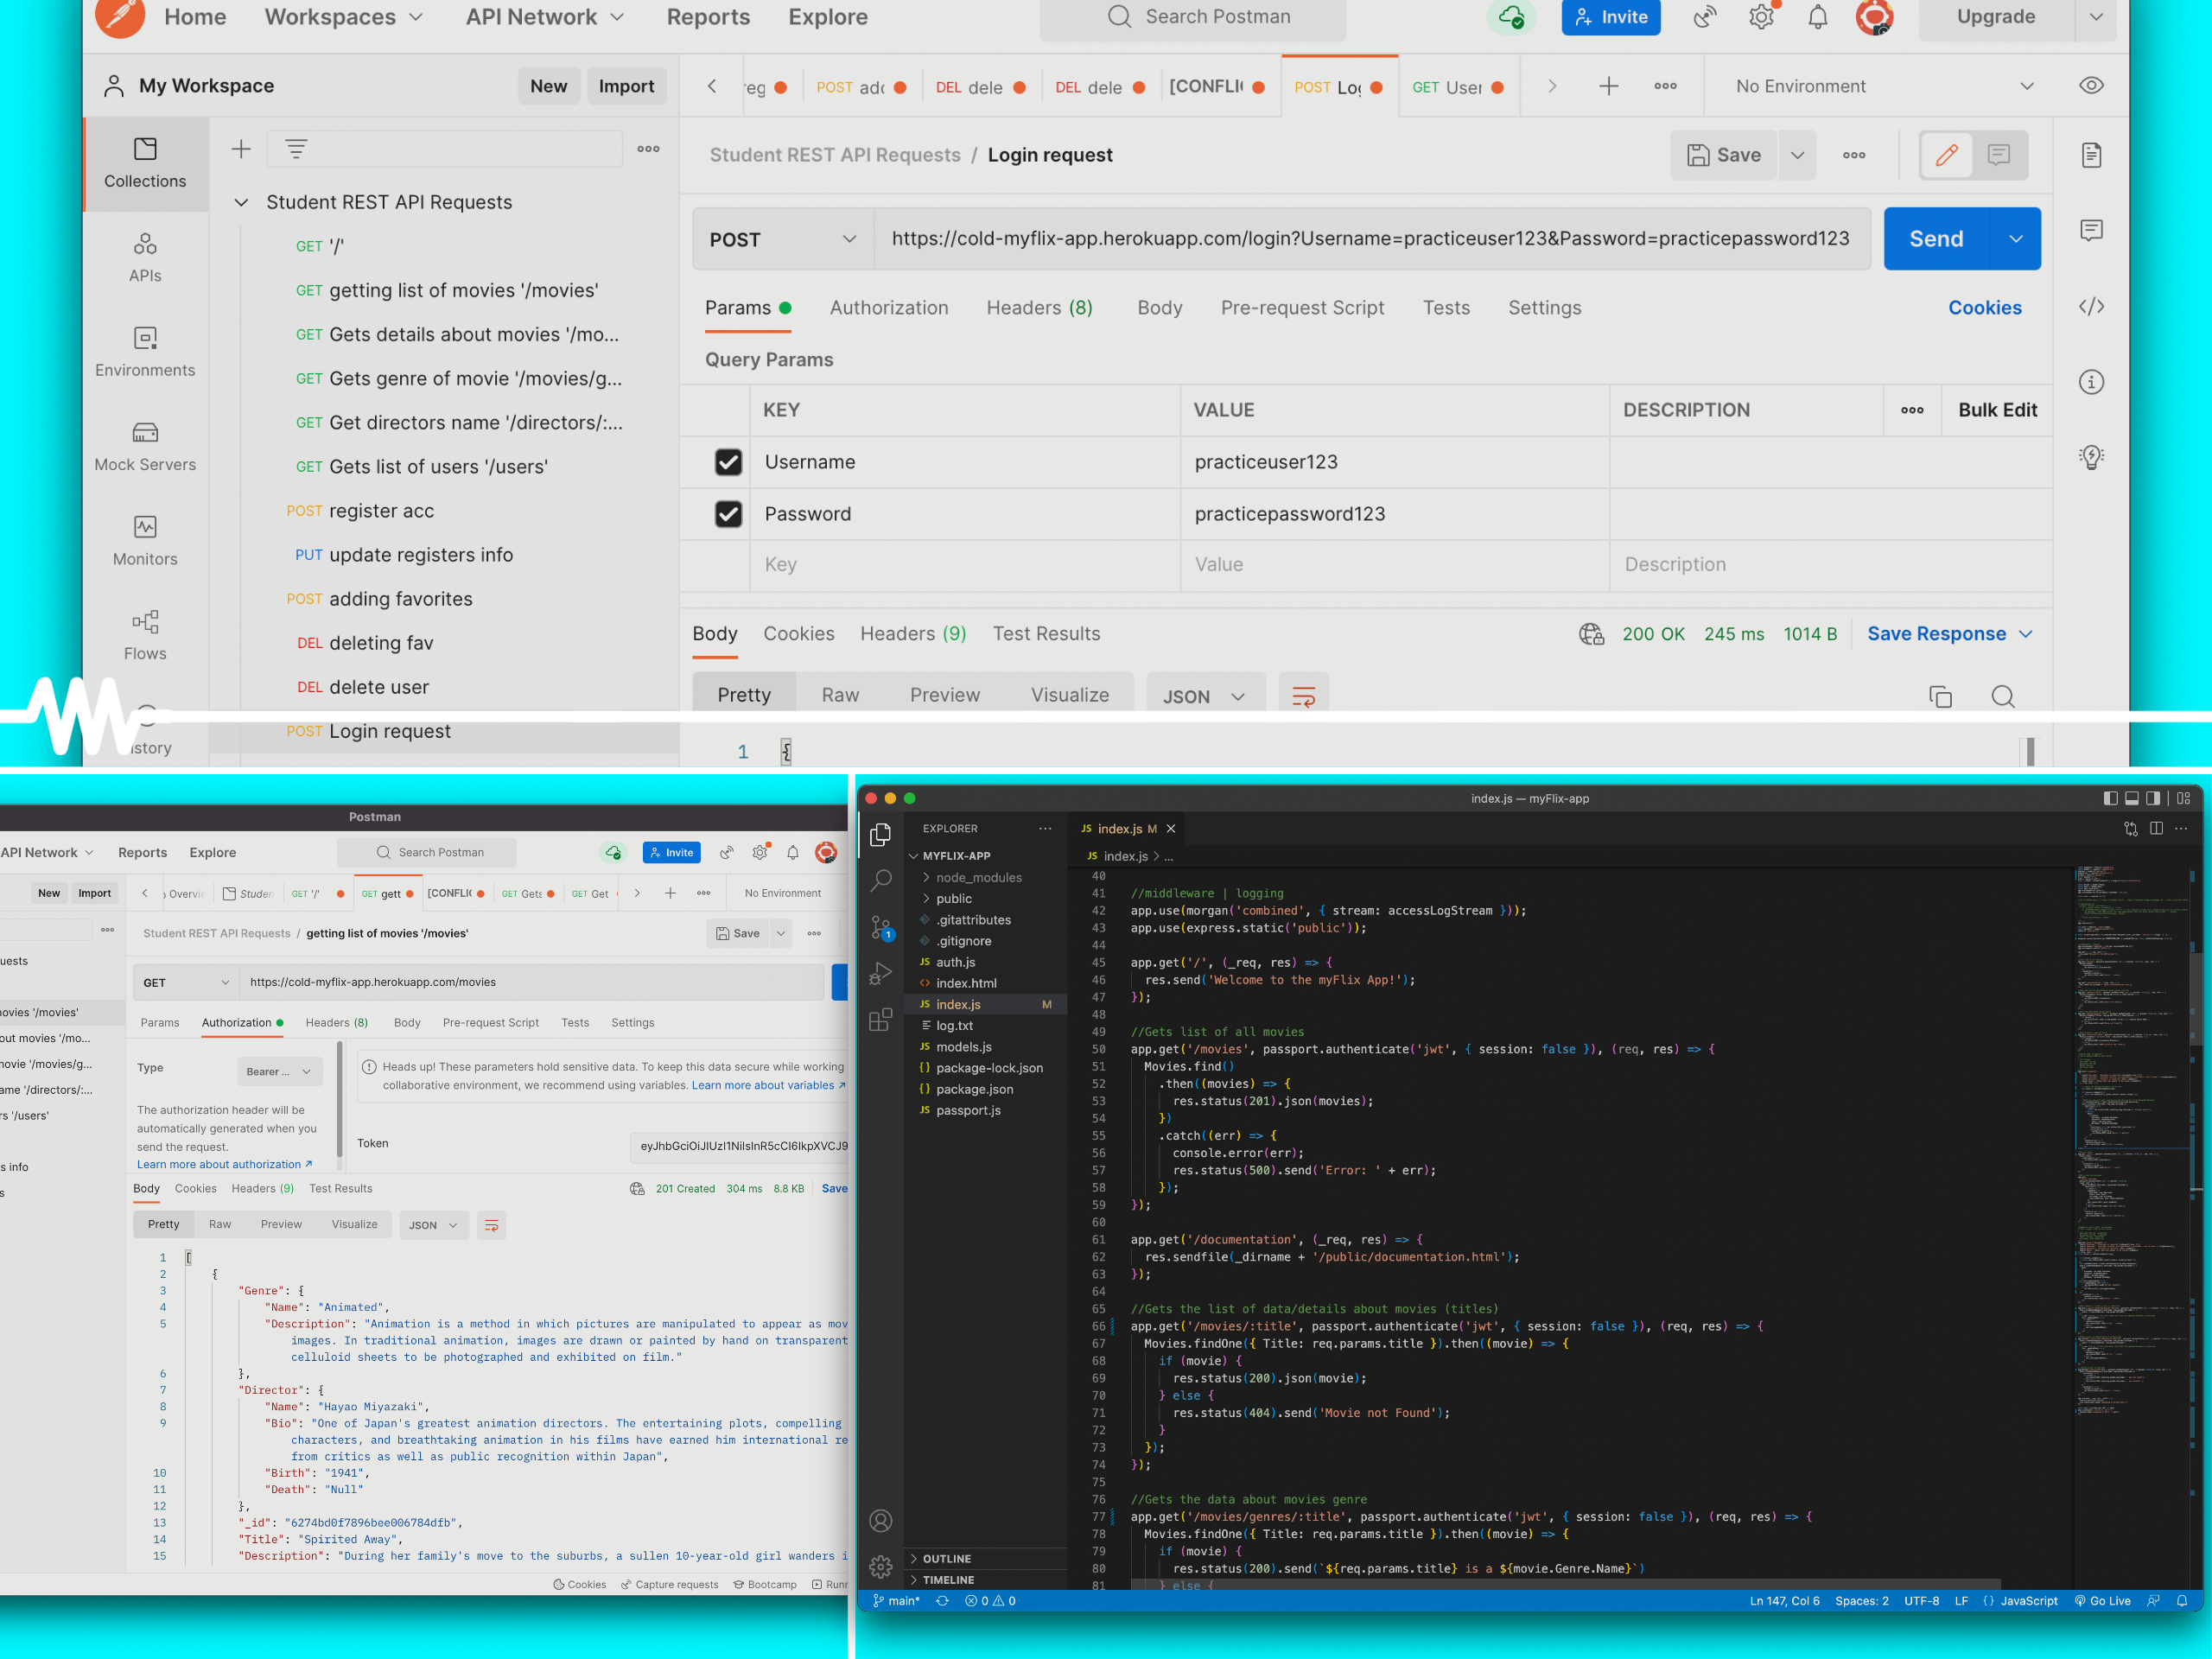 Home Workspaces API Network Reports Explore Search Postman Invite Upgrade
My Workspace New Import
reg POST adc DEL dele DEL dele [CONFLI POST Log GET User No Environment
Collections
APIs
Environments
Mock Servers
Monitors
Flows
istory
Student REST API Requests
GET '/'
GET getting list of movies '/movies'
GET Gets details about movies '/mo...
GET Gets genre of movie '/movies/g...
GET Get directors name '/directors/:...
GET Gets list of users '/users'
POST register acc
PUT update registers info
POST adding favorites
DEL deleting fav
DEL delete user
POST Login request
Student REST API Requests / Login request Save
POST https://cold-myflix-app.herokuapp.com/login?Username=practiceuser123&Password=practicepassword123 Send
Params Authorization Headers (8) Body Pre-request Script Tests Settings Cookies
Query Params
KEY VALUE DESCRIPTION Bulk Edit
Username practiceuser123
Password practicepassword123
Key Value Description
Body Cookies Headers (9) Test Results 200 OK 245 ms 1014 B Save Response
Pretty Raw Preview Visualize JSON
1 {
Postman
API Network Reports Explore Search Postman Invite
New Import Overvie Studen GET '/' GET gett [CONFLIC GET Gets GET Get No Environment
Student REST API Requests / getting list of movies '/movies' Save
uests
ovies '/movies'
out movies '/mo...
novie '/movies/g...
ame '/directors/:...
rs '/users'
s info
s
GET https://cold-myflix-app.herokuapp.com/movies
Params Authorization Headers (8) Body Pre-request Script Tests Settings
Type Bearer ...
Heads up! These parameters hold sensitive data. To keep this data secure while working
collaborative environment, we recommend using variables. Learn more about variables
The authorization header will be
automatically generated when you
send the request.
Learn more about authorization
Token eyJhbGciOiJIUzI1NiIsInR5cCI6IkpXVCJ9
Body Cookies Headers (9) Test Results 201 Created 304 ms 8.8 KB Save
Pretty Raw Preview Visualize JSON
1 [
2 {
3 "Genre": {
4 "Name": "Animated",
5 "Description": "Animation is a method in which pictures are manipulated to appear as mov
images. In traditional animation, images are drawn or painted by hand on transparent
celluloid sheets to be photographed and exhibited on film."
6 },
7 "Director": {
8 "Name": "Hayao Miyazaki",
9 "Bio": "One of Japan's greatest animation directors. The entertaining plots, compelling
characters, and breathtaking animation in his films have earned him international re
from critics as well as public recognition within Japan",
10 "Birth": "1941",
11 "Death": "Null"
12 },
13 "_id": "6274bd0f7896bee006784dfb",
14 "Title": "Spirited Away",
15 "Description": "During her family's move to the suburbs, a sullen 10-year-old girl wanders i
Cookies Capture requests Bootcamp Runn
index.js — myFlix-app
EXPLORER
MYFLIX-APP
node_modules
public
.gitattributes
.gitignore
JS auth.js
index.html
JS index.js M
log.txt
JS models.js
{} package-lock.json
{} package.json
JS passport.js
OUTLINE
TIMELINE
1
JS index.js M
JS index.js > ...
40
41 //middleware | logging
42 app.use(morgan('combined', { stream: accessLogStream }));
43 app.use(express.static('public'));
44
45 app.get('/', (_req, res) => {
46 res.send('Welcome to the myFlix App!');
47 });
48
49 //Gets list of all movies
50 app.get('/movies', passport.authenticate('jwt', { session: false }), (req, res) => {
51 Movies.find()
52 .then((movies) => {
53 res.status(201).json(movies);
54 })
55 .catch((err) => {
56 console.error(err);
57 res.status(500).send('Error: ' + err);
58 });
59 });
60
61 app.get('/documentation', (_req, res) => {
62 res.sendfile(_dirname + '/public/documentation.html');
63 });
64
65 //Gets the list of data/details about movies (titles)
66 app.get('/movies/:title', passport.authenticate('jwt', { session: false }), (req, res) => {
67 Movies.findOne({ Title: req.params.title }).then((movie) => {
68 if (movie) {
69 res.status(200).json(movie);
70 } else {
71 res.status(404).send('Movie not Found');
72 }
73 });
74 });
75
76 //Gets the data about movies genre
77 app.get('/movies/genres/:title', passport.authenticate('jwt', { session: false }), (req, res) => {
78 Movies.findOne({ Title: req.params.title }).then((movie) => {
79 if (movie) {
80 res.status(200).send(`${req.params.title} is a ${movie.Genre.Name}`)
81 } else {
main* 0 0 Ln 147, Col 6 Spaces: 2 UTF-8 LF {} JavaScript Go Live